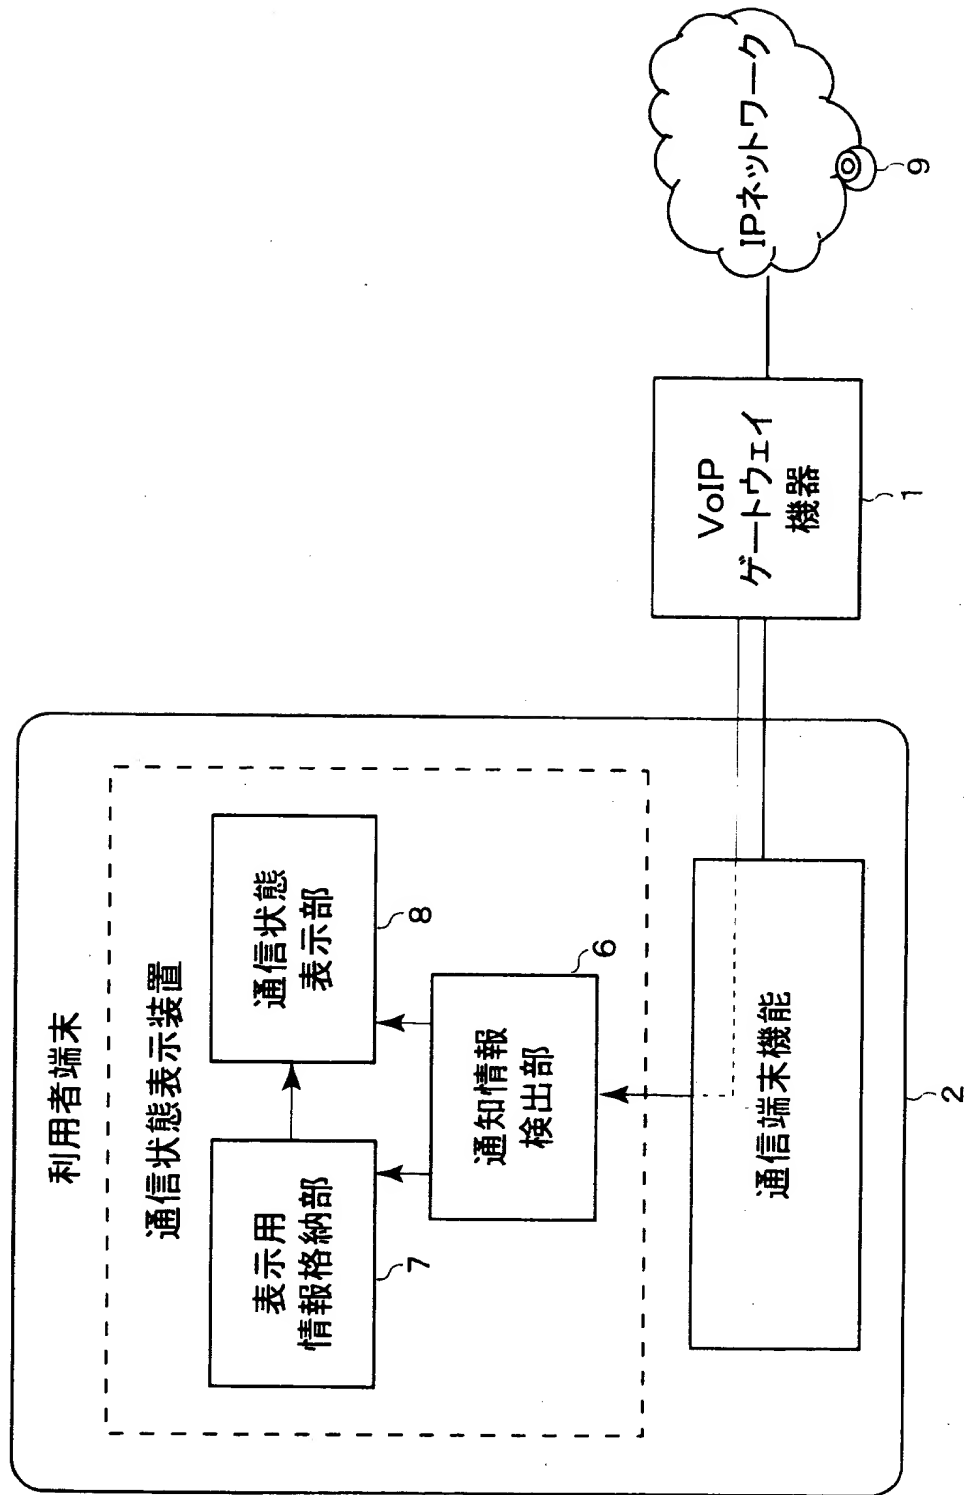 利用者端末
通信状態表示装置
表示用
情報格納部
7
通信状態
表示部
8
通知情報
検出部
6
通信端末機能
2
VoIP
ゲートウェイ
機器
1
IPネットワーク
9